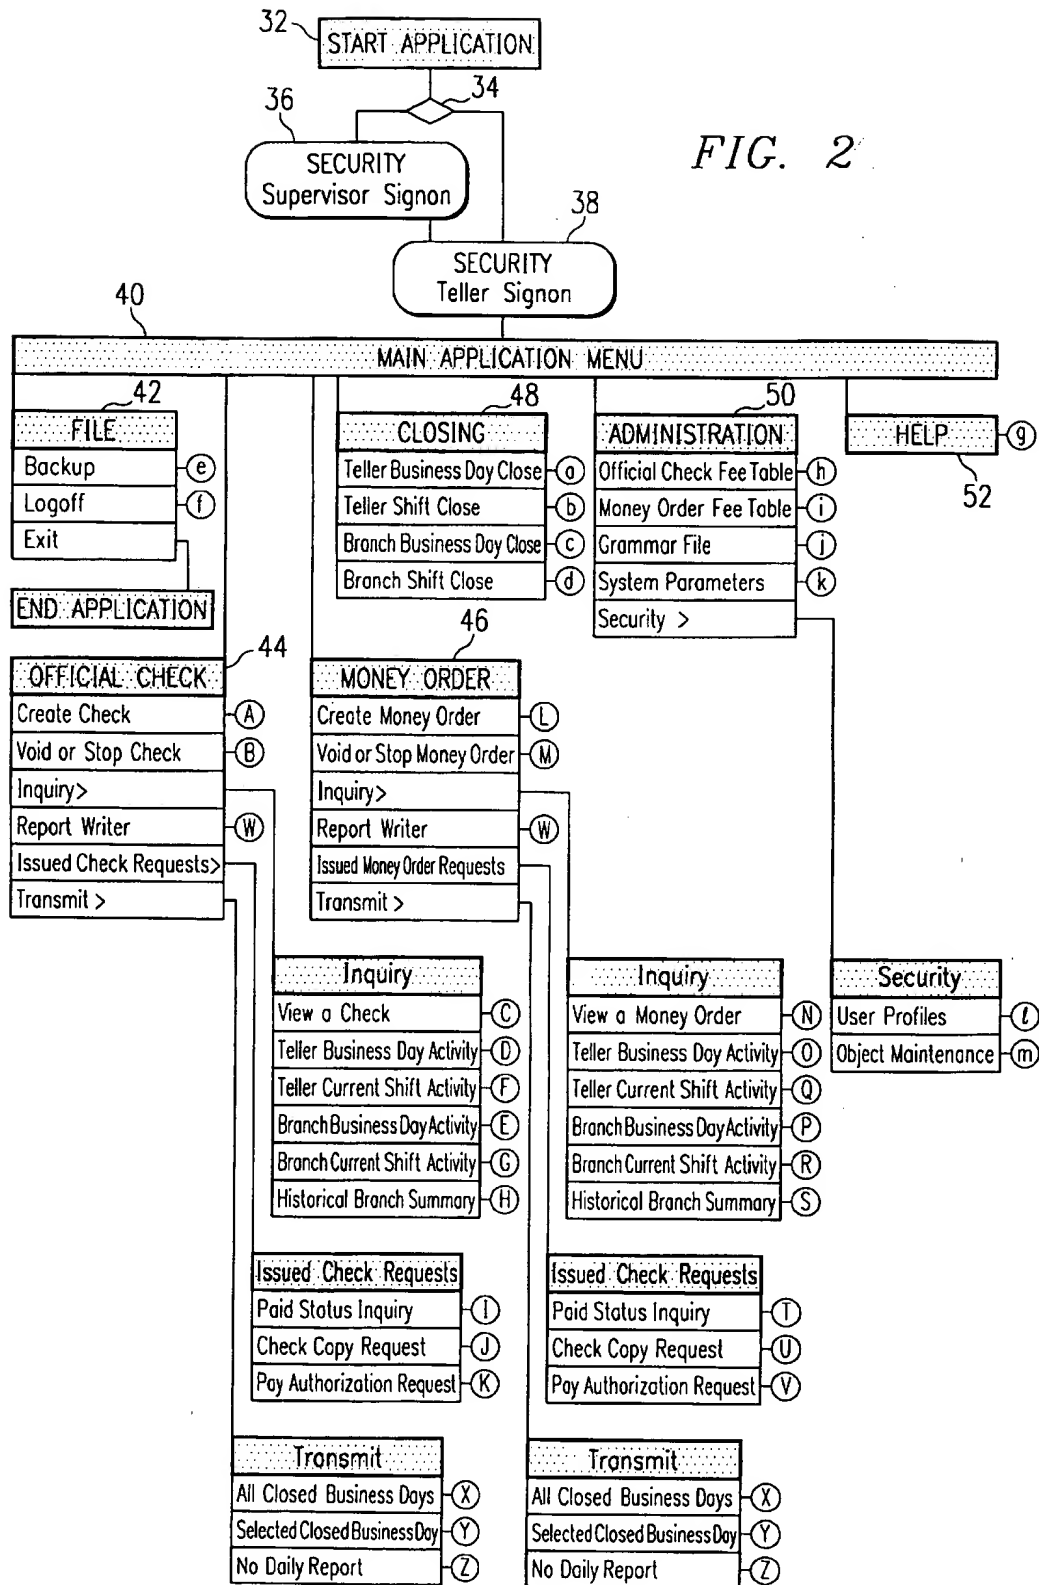 32
START APPLICATION
34
36
FIG. 2
SECURITY
Supervisor Signon
38
SECURITY
Teller Signon
40
MAIN APPLICATION MENU
42
FILE
Backup e
Logoff f
Exit
END APPLICATION
48
CLOSING
Teller Business Day Close a
Teller Shift Close b
Branch Business Day Close c
Branch Shift Close d
50
ADMINISTRATION
Official Check Fee Table h
Money Order Fee Table i
Grammar File j
System Parameters k
Security >
HELP g
52
44
OFFICIAL CHECK
Create Check A
Void or Stop Check B
Inquiry>
Report Writer W
Issued Check Requests>
Transmit >
46
MONEY ORDER
Create Money Order L
Void or Stop Money Order M
Inquiry>
Report Writer W
Issued Money Order Requests
Transmit >
Inquiry
View a Check C
Teller Business Day Activity D
Teller Current Shift Activity F
Branch Business Day Activity E
Branch Current Shift Activity G
Historical Branch Summary H
Inquiry
View a Money Order N
Teller Business Day Activity O
Teller Current Shift Activity Q
Branch Business Day Activity P
Branch Current Shift Activity R
Historical Branch Summary S
Security
User Profiles l
Object Maintenance m
Issued Check Requests
Paid Status Inquiry I
Check Copy Request J
Pay Authorization Request K
Issued Check Requests
Paid Status Inquiry T
Check Copy Request U
Pay Authorization Request V
Transmit
All Closed Business Days X
Selected Closed Business Day Y
No Daily Report Z
Transmit
All Closed Business Days X
Selected Closed Business Day Y
No Daily Report Z